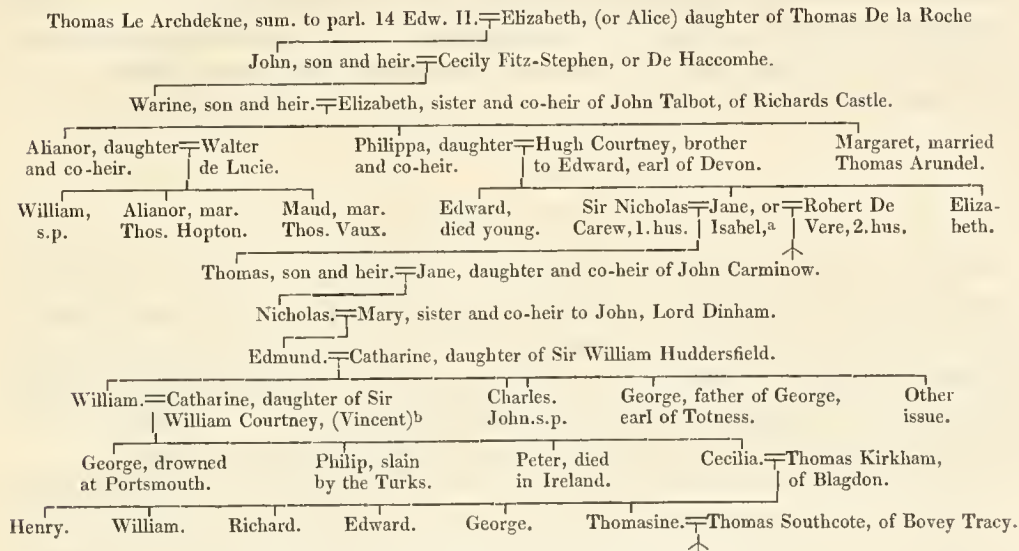 Thomas Le Archdekne, sum. to parl. 14 Edw. II.=Elizabeth, (or Alice) daughter of Thomas De la Roche
John, son and heir.=Cecily Fitz-Stephen, or De Haccombe.
Warine, son and heir.=Elizabeth, sister and co-heir of John Talbot, of Richards Castle.
Alianor, daughter=Walter Philippa, daughter=Hugh Courtney, brother Margaret, married
and co-heir. de Lucie. and co-heir. to Edward, earl of Devon. Thomas Arundel.
William, Alianor, mar. Maud, mar. Edward, Sir Nicholas=Jane, or=Robert De Eliza-
s.p. Thos. Hopton. Thos. Vaux. died young. Carew, 1. hus. Isabel,ᵃ Vere, 2. hus. beth.
Thomas, son and heir.=Jane, daughter and co-heir of John Carminow.
Nicholas.=Mary, sister and co-heir to John, Lord Dinham.
Edmund.=Catharine, daughter of Sir William Huddersfield.
William.=Catharine, daughter of Sir Charles. George, father of George, Other
William Courtney, (Vincent)ᵇ John. s.p. earl of Totness. issue.
George, drowned Philip, slain Peter, died Cecilia.=Thomas Kirkham,
at Portsmouth. by the Turks. in Ireland. of Blagdon.
Henry. William. Richard. Edward. George. Thomasine.=Thomas Southcote, of Bovey Tracy.